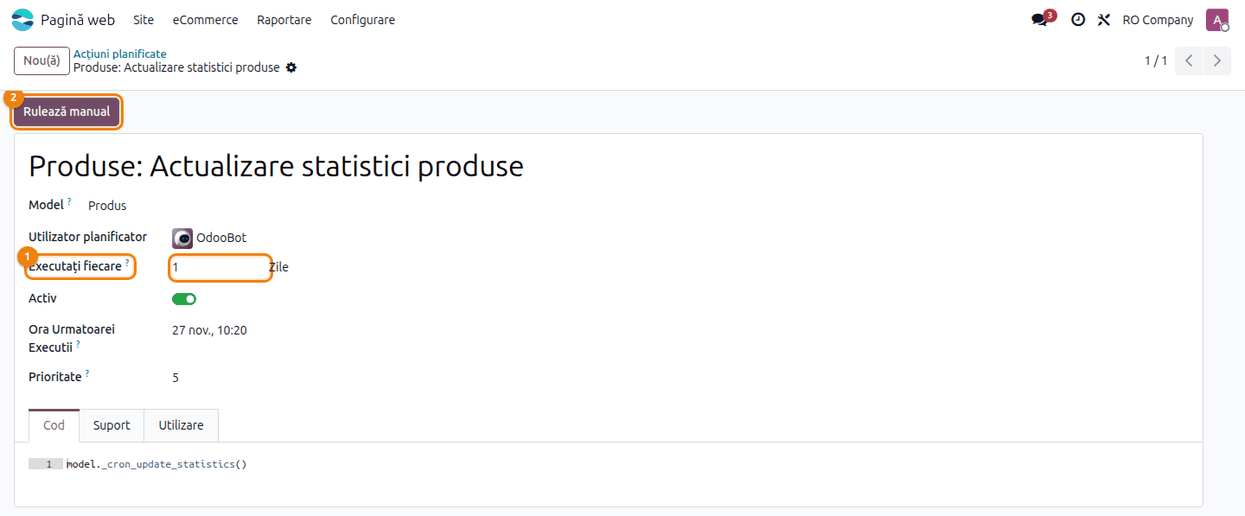 Pagină web Site eCommerce Raportare Configurare 3 RO Company A
Nou(ă) Acțiuni planificate 1 / 1
Produse: Actualizare statistici produse
2
Rulează manual
Produse: Actualizare statistici produse
Model ? Produs
Utilizator planificator OdooBot
1
Executați fiecare ? 1 Zile
Activ
Ora Urmatoarei 27 nov., 10:20
Executii ?
Prioritate ? 5
Cod Suport Utilizare
1 model._cron_update_statistics()